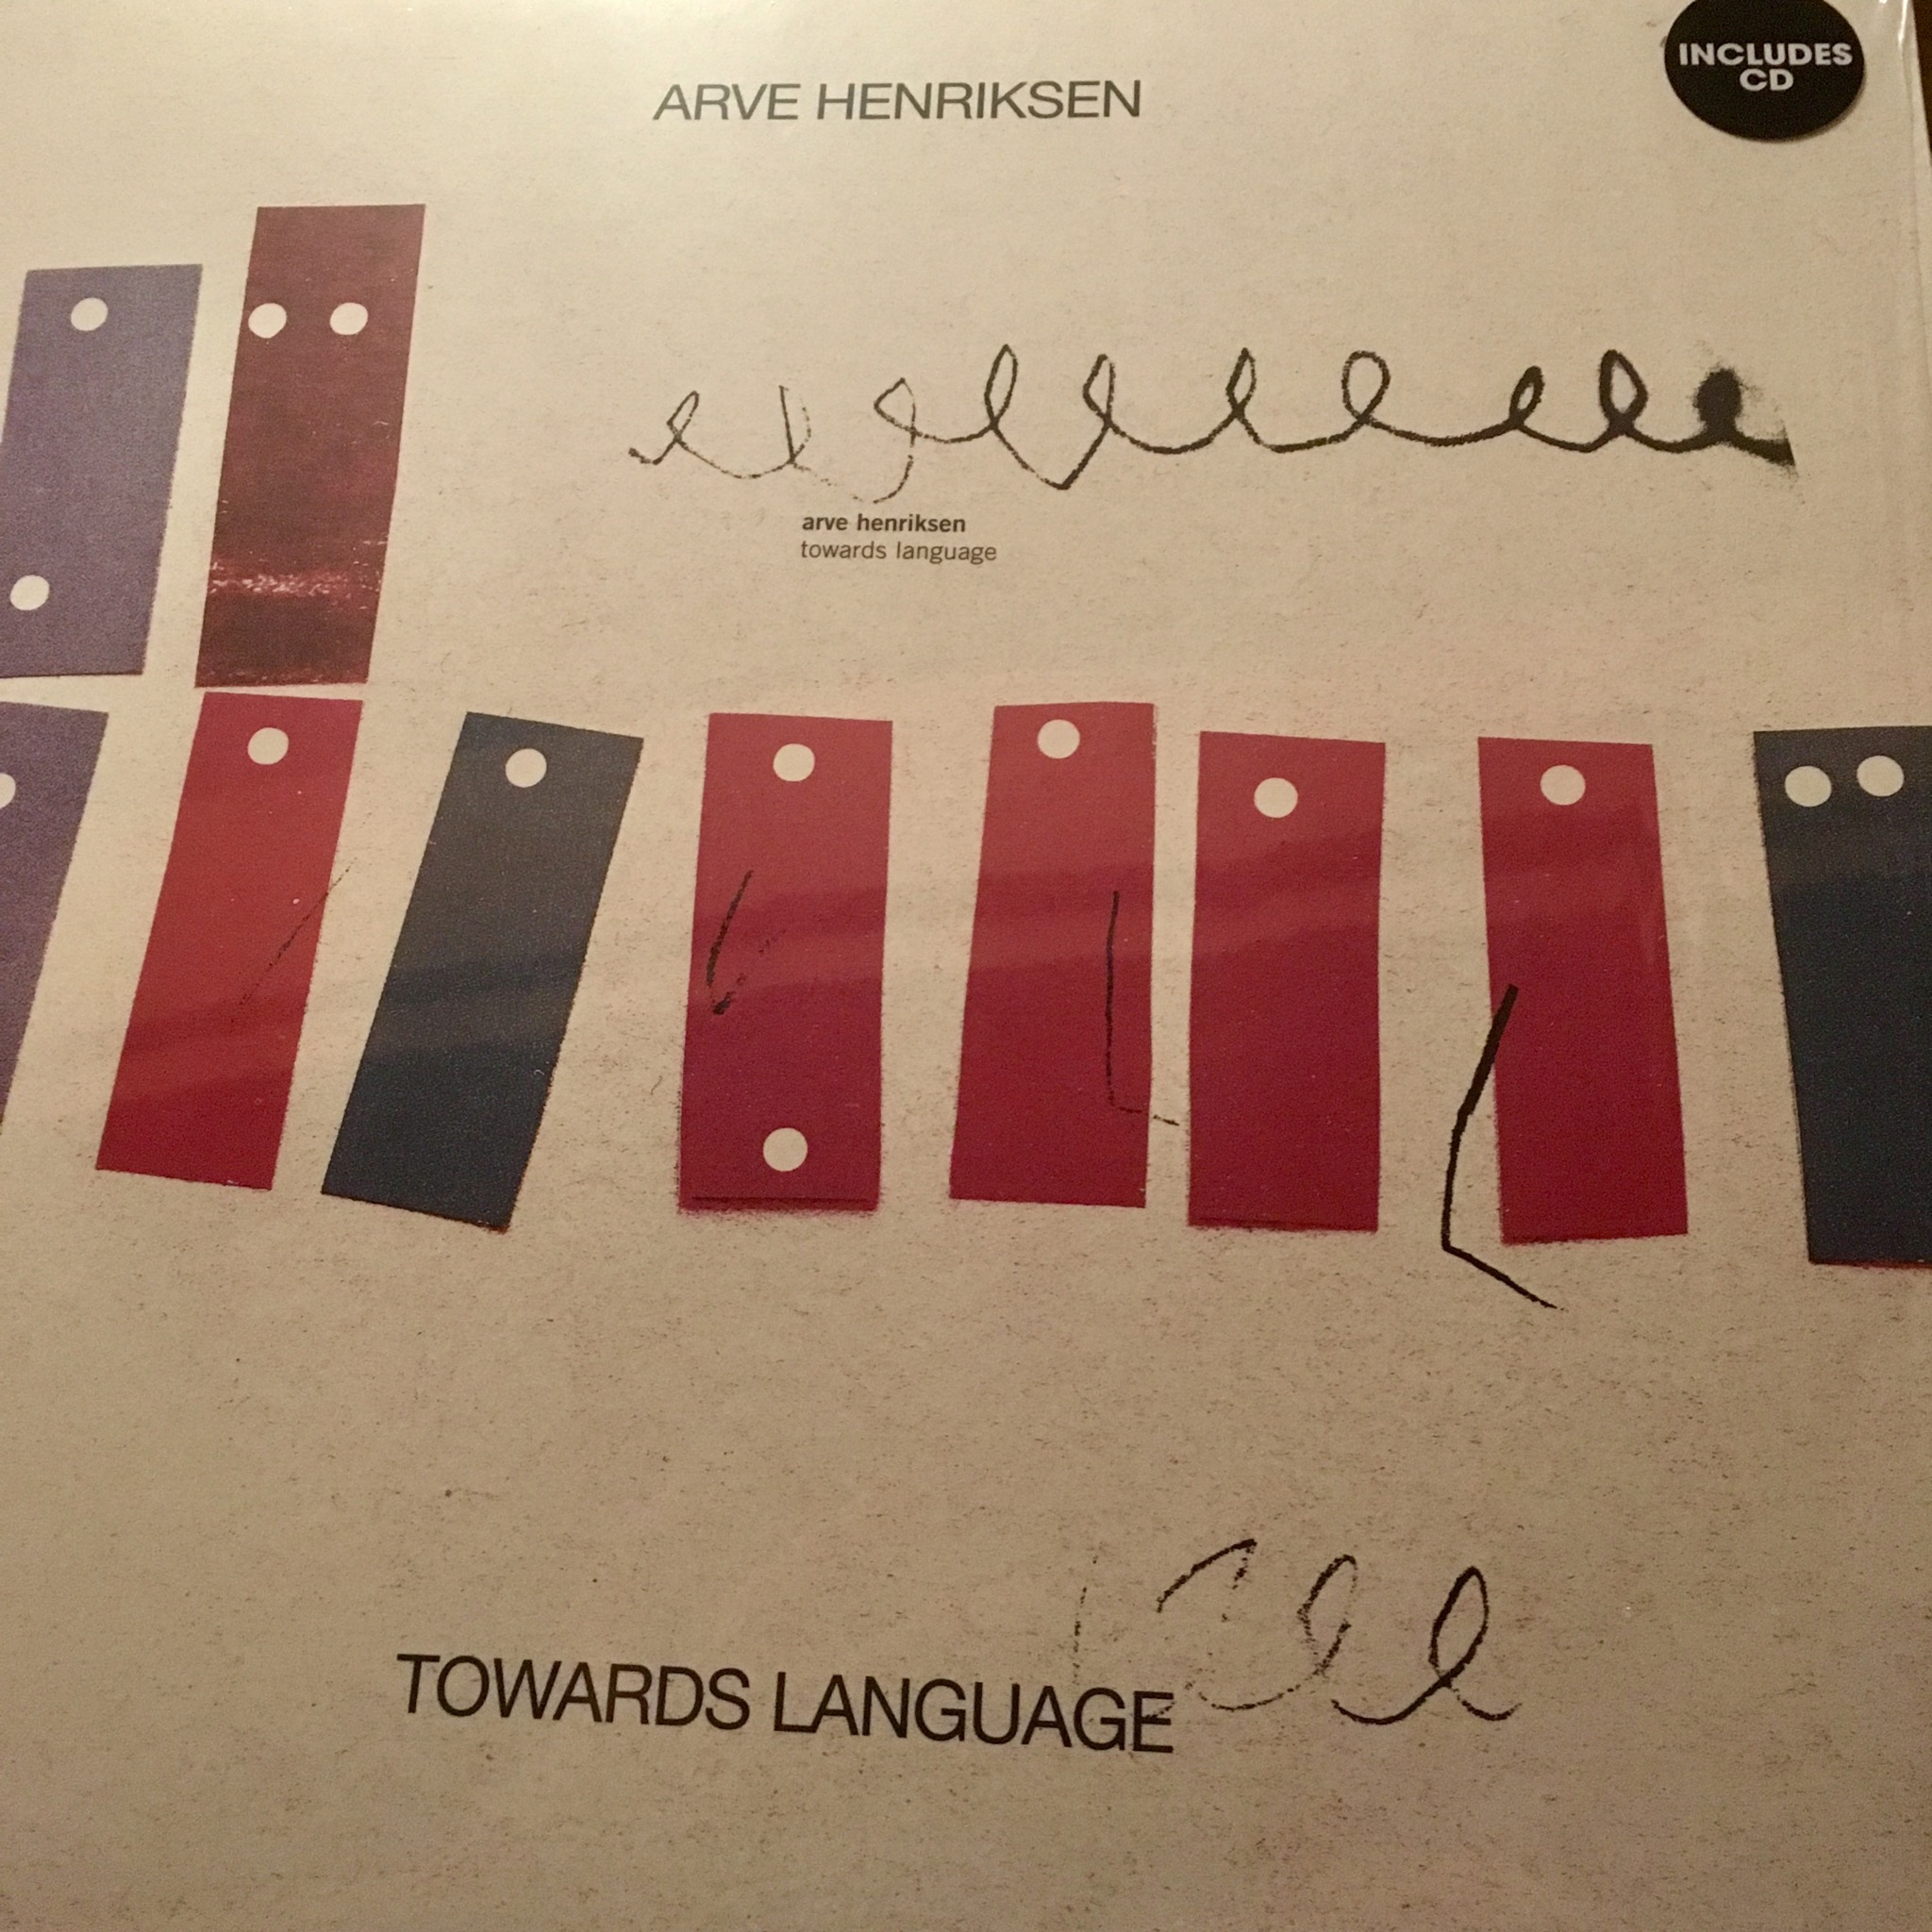 INCLUDES
CD
ARVE HENRIKSEN
arve henriksen
towards language
TOWARDS LANGUAGE